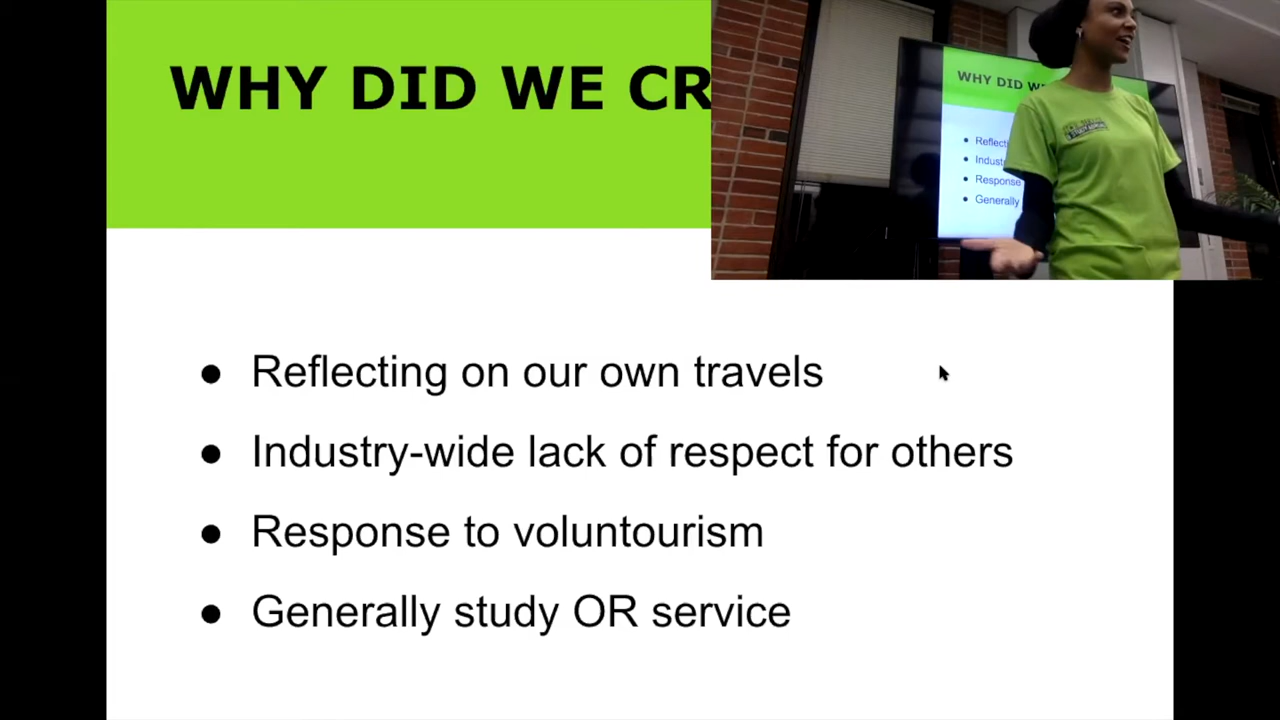 WHY DID WE CR
● Reflecting on our own travels
● Industry-wide lack of respect for others
● Response to voluntourism
● Generally study OR service
WHY DID W
● Reflect
● Indust
● Response
● Generally